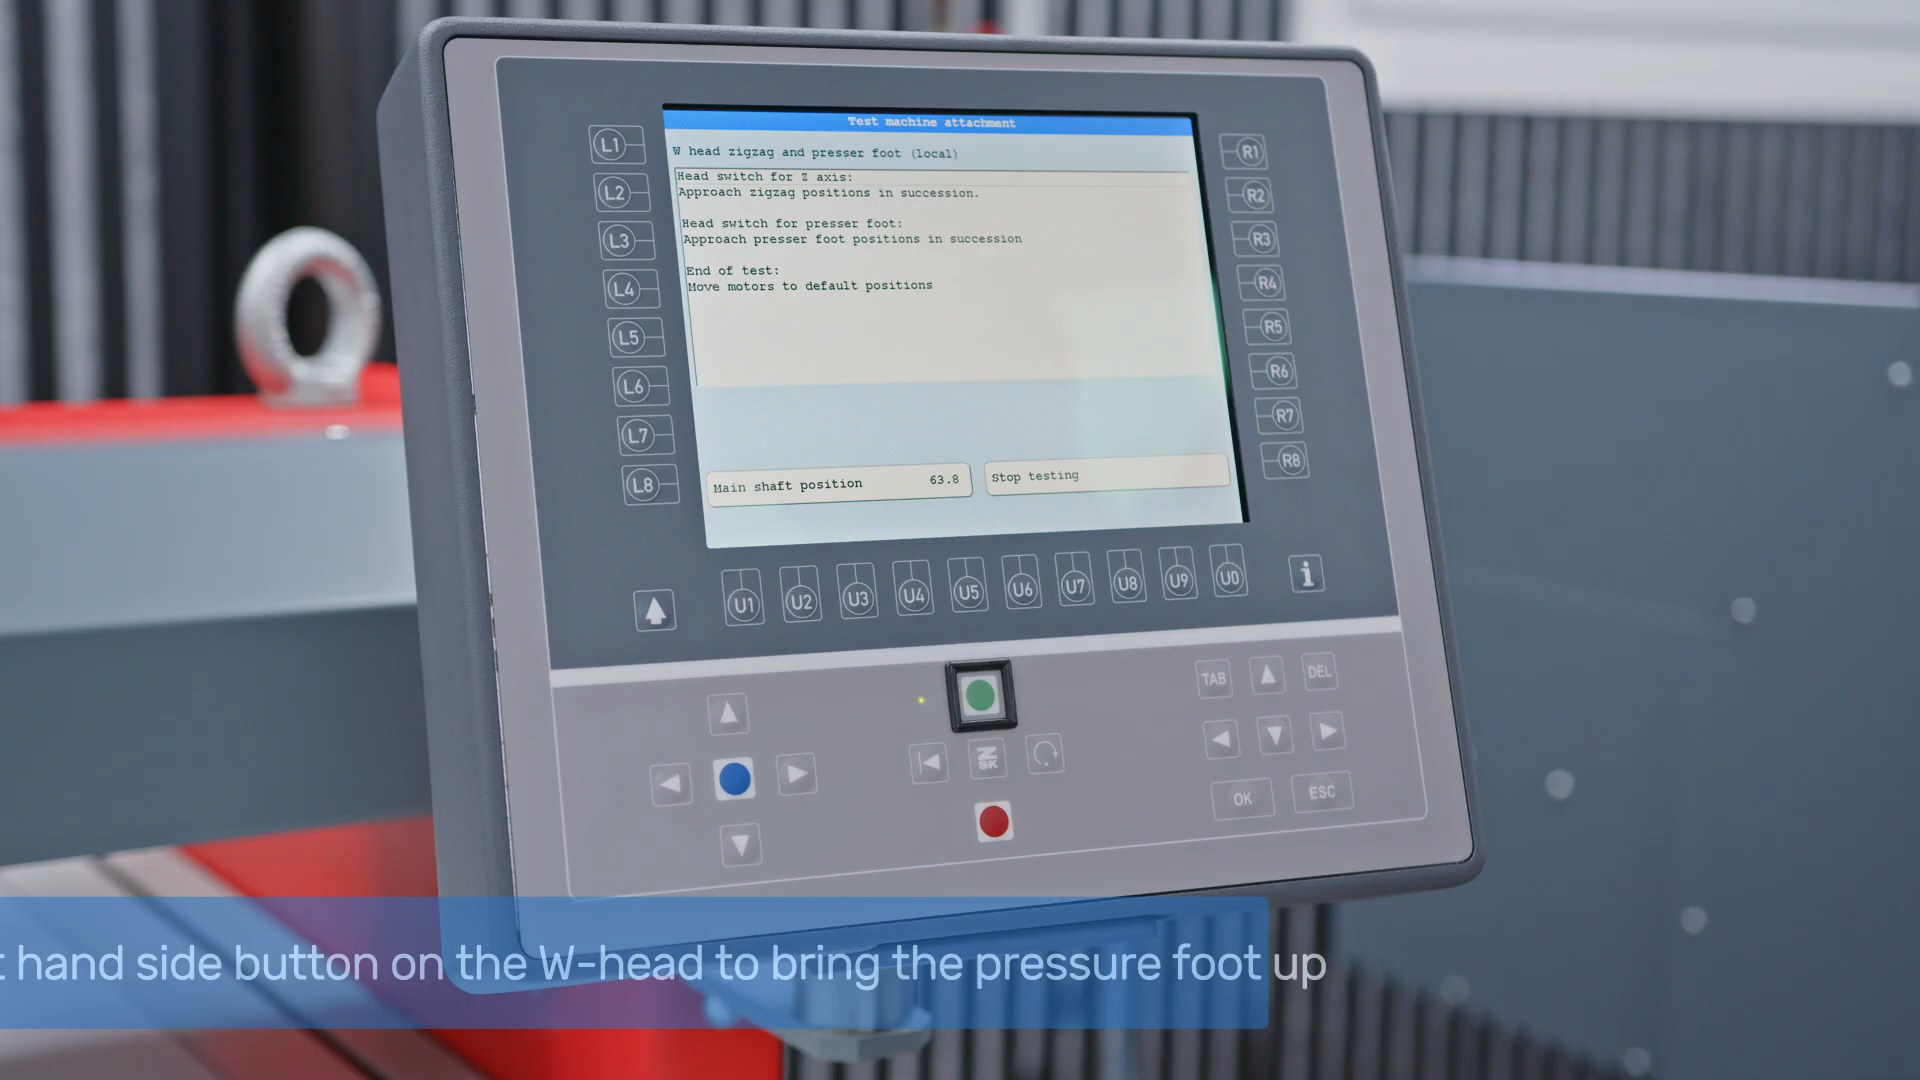 Test machine attachment
W head zigzag and presser foot (local)
Head switch for Z axis:
Approach zigzag positions in succession.
Head switch for presser foot:
Approach presser foot positions in succession
End of test:
Move motors to default positions
Main shaft position 63.8
Stop testing
L1
L2
L3
L4
L5
L6
L7
L8
R1
R2
R3
R4
R5
R6
R7
R8
U1 U2 U3 U4 U5 U6 U7 U8 U9 U0 i
TAB DEL
ZSK
OK ESC
t hand side button on the W-head to bring the pressure foot up